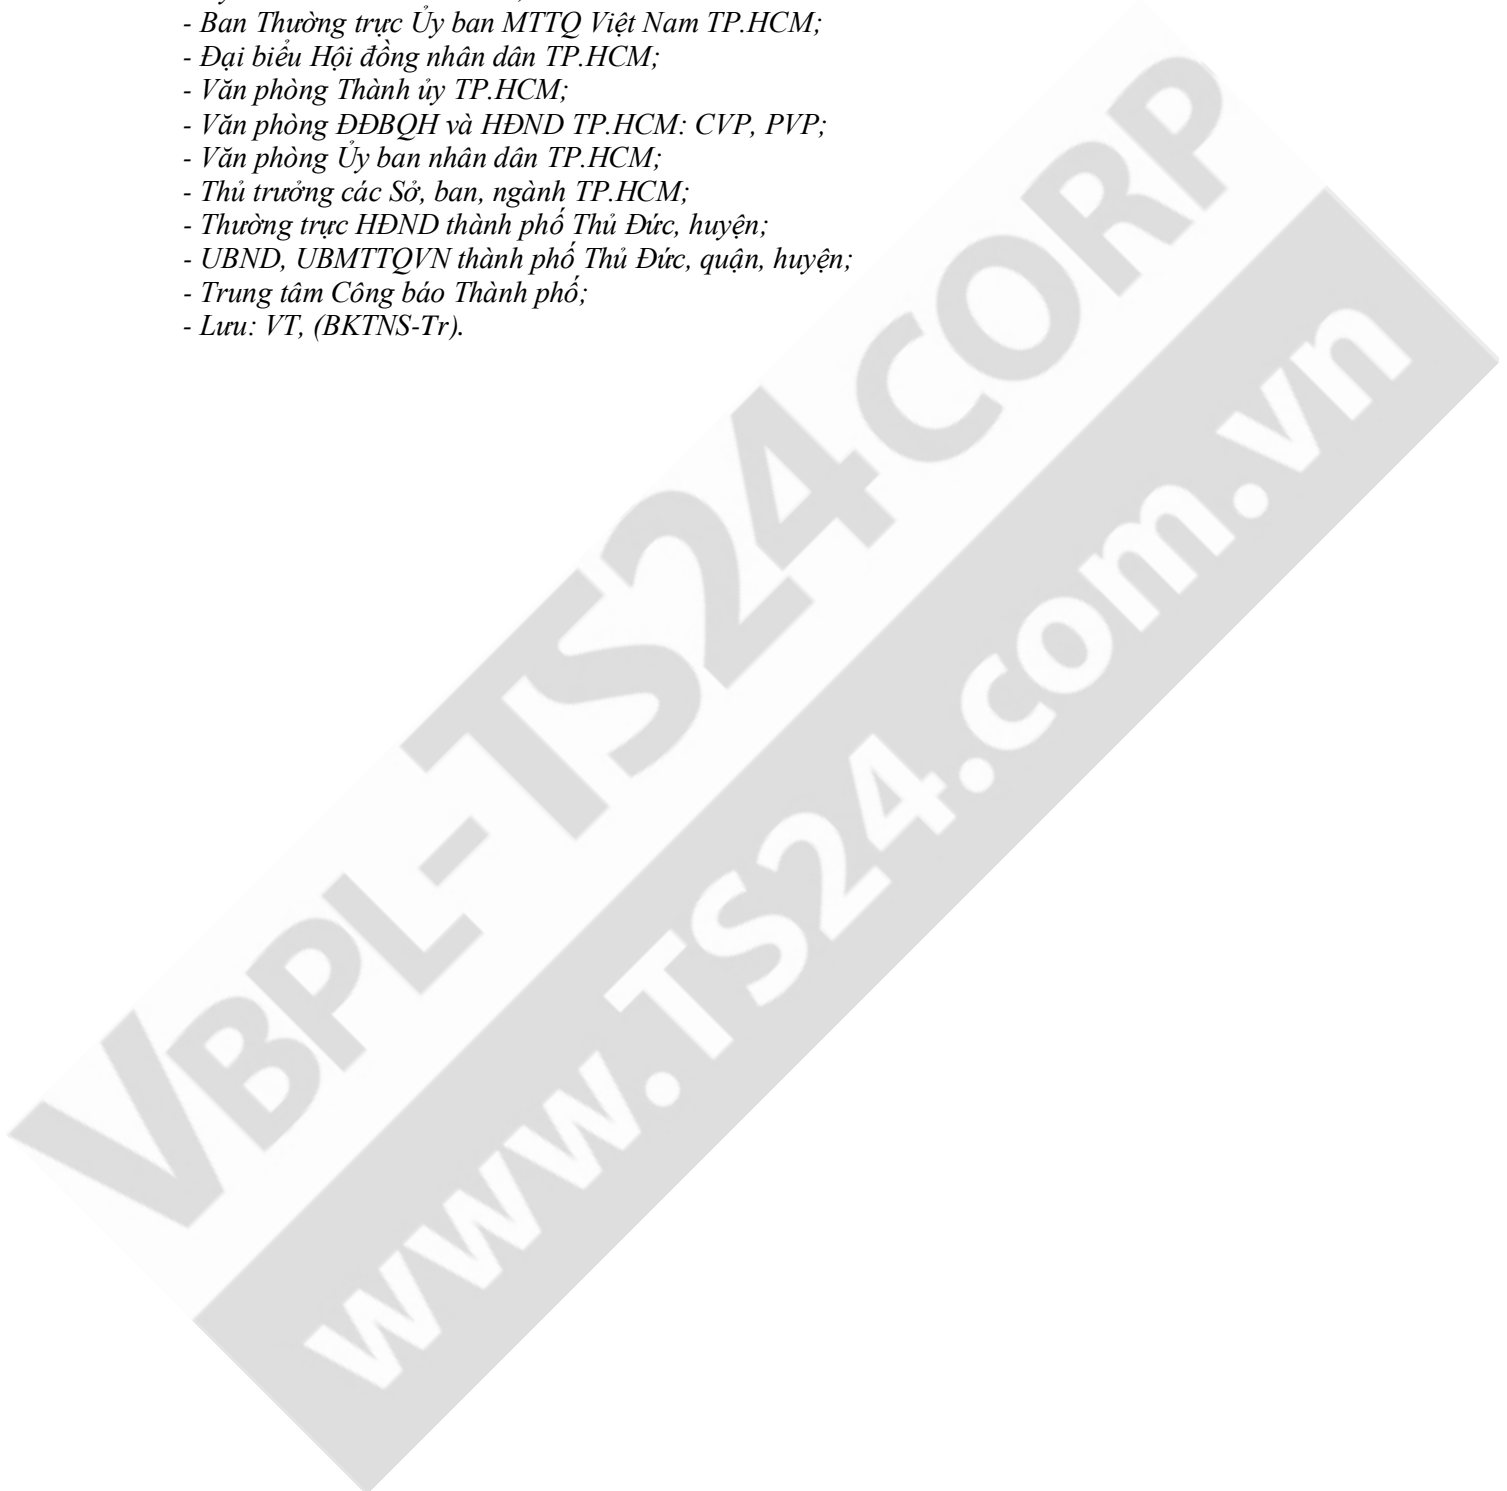 - Ban Thường trực Ủy ban MTTQ Việt Nam TP.HCM;
- Đại biểu Hội đồng nhân dân TP.HCM;
- Văn phòng Thành ủy TP.HCM;
- Văn phòng ĐĐBQH và HĐND TP.HCM: CVP, PVP;
- Văn phòng Ủy ban nhân dân TP.HCM;
- Thủ trưởng các Sở, ban, ngành TP.HCM;
- Thường trực HĐND thành phố Thủ Đức, huyện;
- UBND, UBMTTQVN thành phố Thủ Đức, quận, huyện;
- Trung tâm Công báo Thành phố;
- Lưu: VT, (BKTNS-Tr).
VBPL-TS24CORP
www.TS24.com.vn